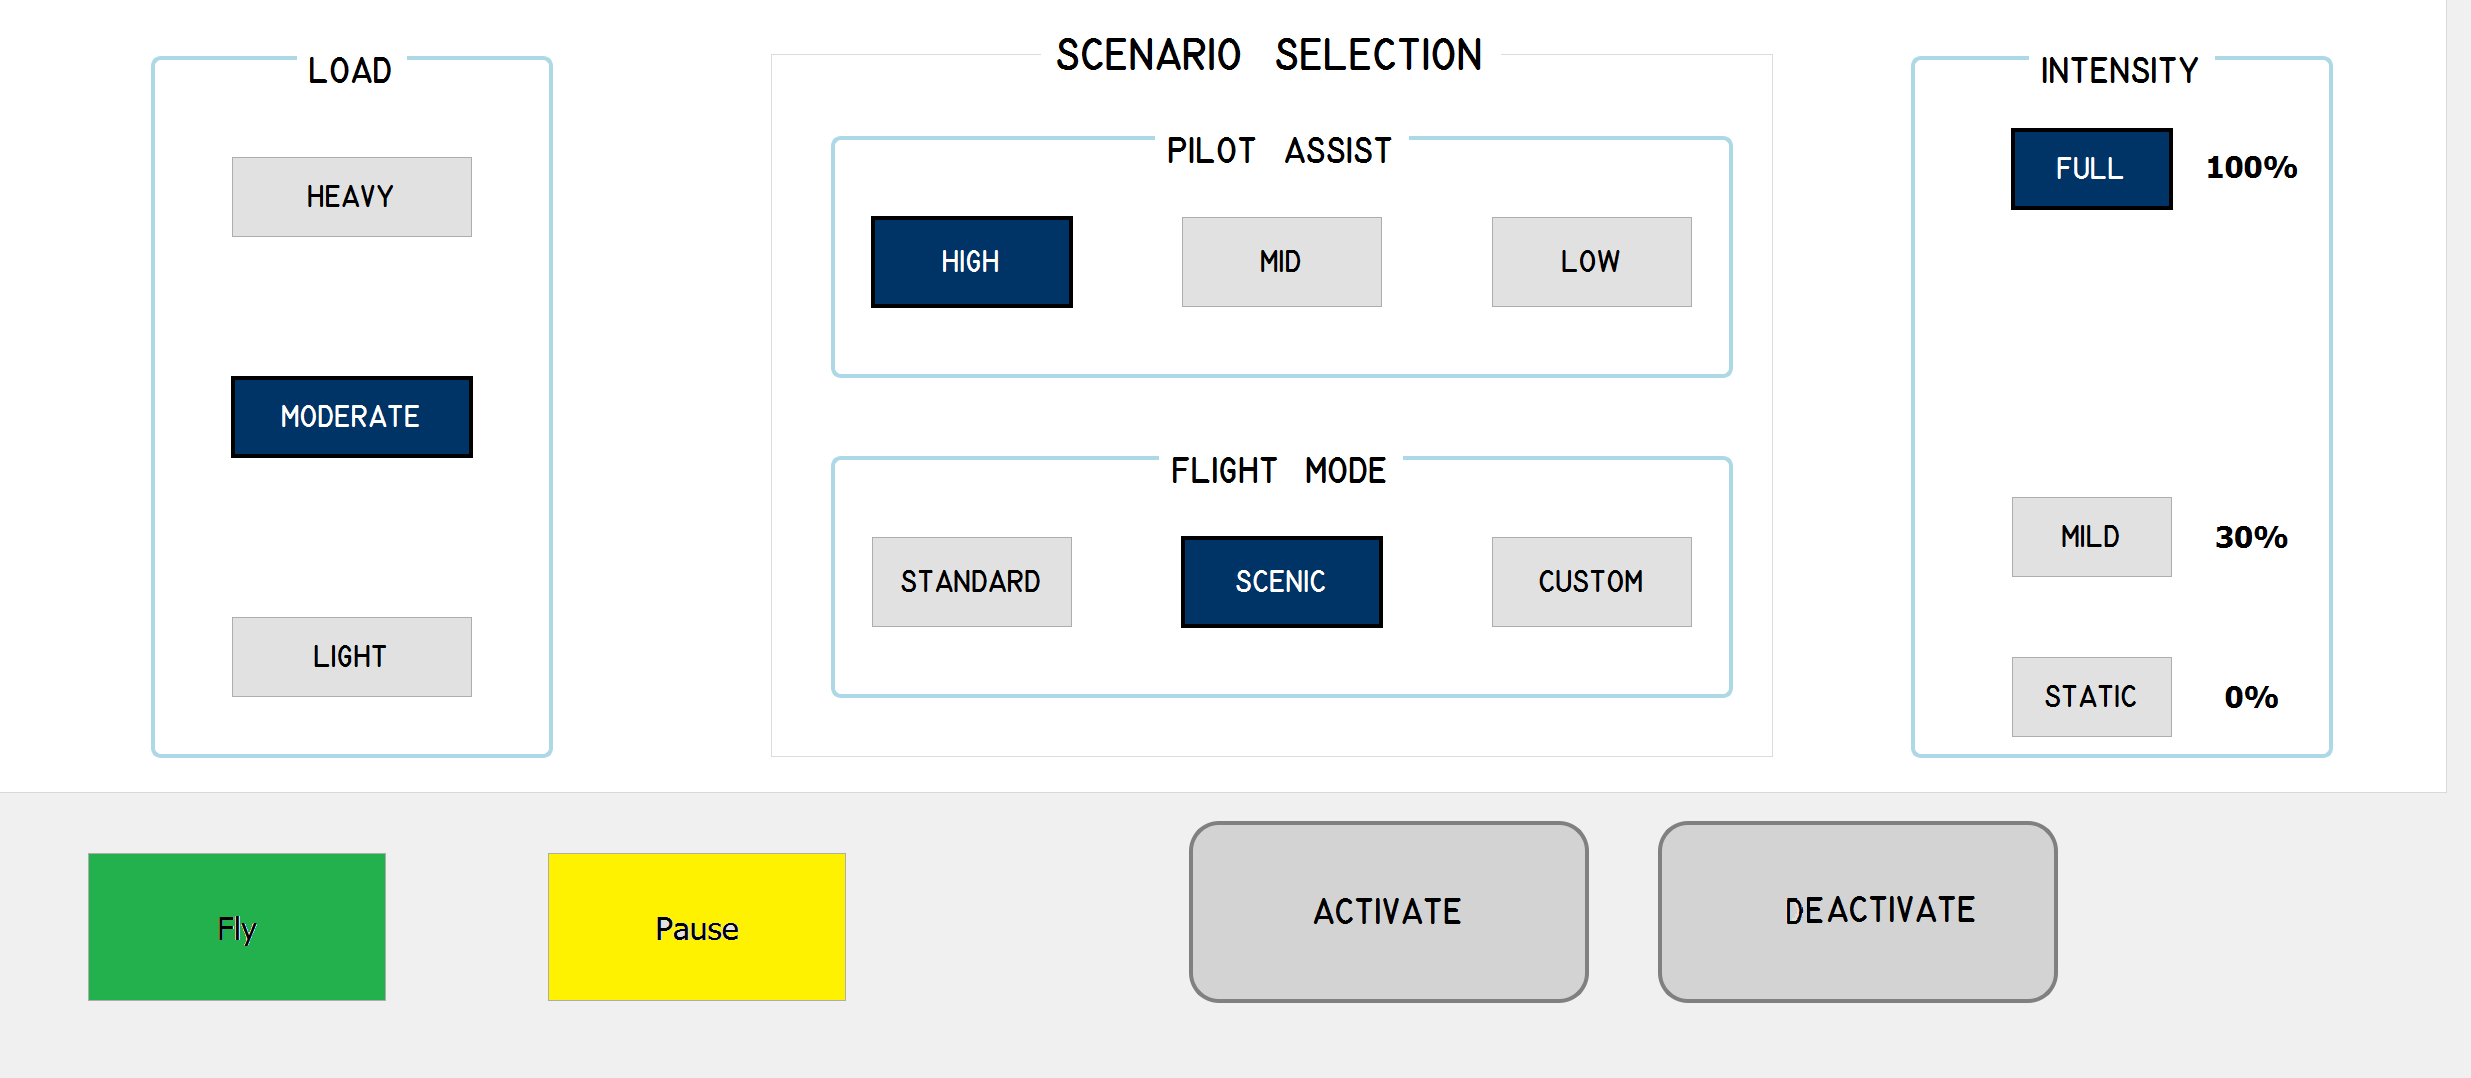 LOAD
HEAVY
MODERATE
LIGHT
SCENARIO SELECTION
PILOT ASSIST
HIGH MID LOW
FLIGHT MODE
STANDARD SCENIC CUSTOM
INTENSITY
FULL 100%
MILD 30%
STATIC 0%
Fly Pause ACTIVATE DEACTIVATE